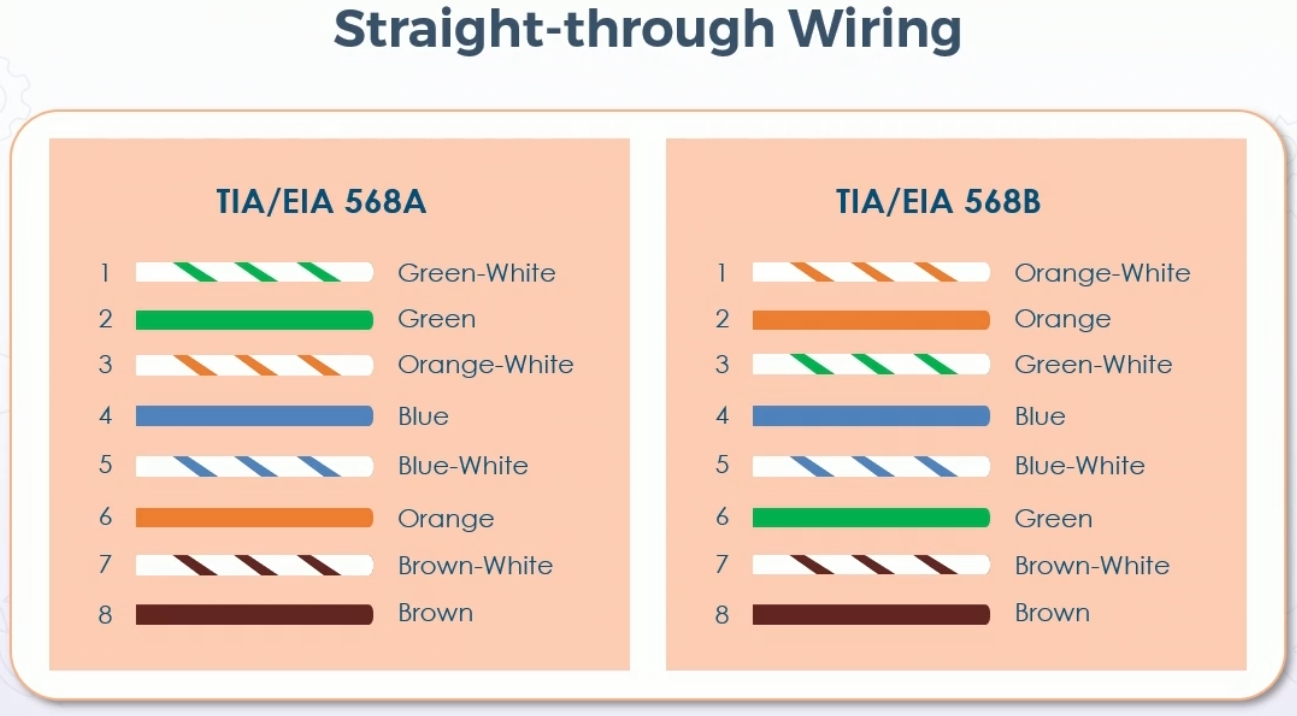 Straight-through Wiring
TIA/EIA 568A
1 Green-White
2 Green
3 Orange-White
4 Blue
5 Blue-White
6 Orange
7 Brown-White
8 Brown
TIA/EIA 568B
1 Orange-White
2 Orange
3 Green-White
4 Blue
5 Blue-White
6 Green
7 Brown-White
8 Brown